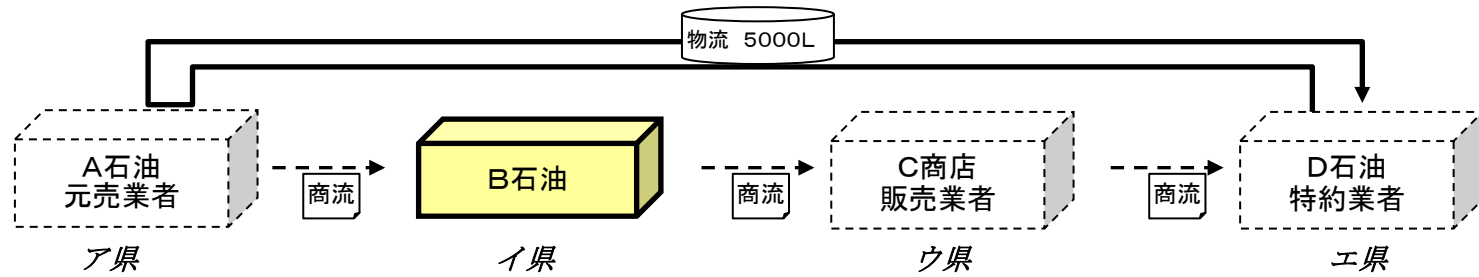 物流 5000L
A石油
元売業者
商流
B石油
商流
C商店
販売業者
商流
D石油
特約業者
ア県
イ県
ウ県
エ県